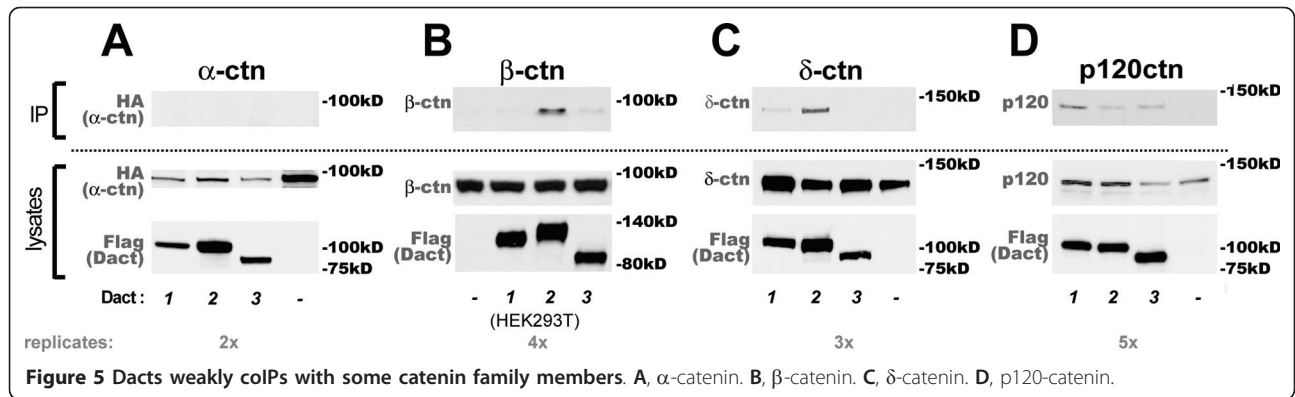 A B C D
α-ctn β-ctn δ-ctn p120ctn
IP
HA
(α-ctn)
-100kD
β-ctn
-100kD
δ-ctn
-150kD
p120
-150kD
lysates
HA
(α-ctn)
-100kD
β-ctn
-100kD
δ-ctn
-150kD
p120
-150kD
Flag
(Dact)
-100kD
-75kD
Flag
(Dact)
-140kD
-80kD
Flag
(Dact)
-100kD
-75kD
Flag
(Dact)
-100kD
-75kD
Dact: 1 2 3 - - 1 2 3 1 2 3 - 1 2 3 -
(HEK293T)
replicates: 2x 4x 3x 5x
Figure 5 Dacts weakly coIPs with some catenin family members. A, α-catenin. B, β-catenin. C, δ-catenin. D, p120-catenin.